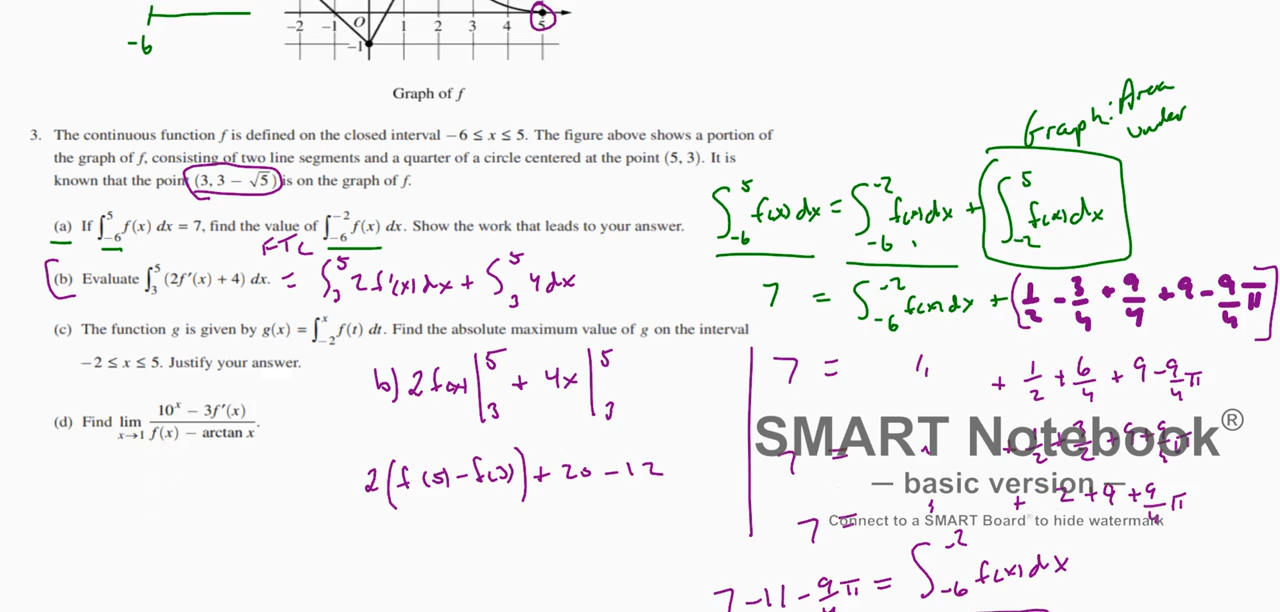 -6
-2 -1 O 1 2 3 4 5
-1
Graph of f
Graph: Area
under
3. The continuous function f is defined on the closed interval −6 ≤ x ≤ 5. The figure above shows a portion of
the graph of f, consisting of two line segments and a quarter of a circle centered at the point (5, 3). It is
known that the point (3, 3 − √5) is on the graph of f.
∫_{-6}^{5} f(x)dx = ∫_{-6}^{-2} f(x)dx + ∫_{-2}^{5} f(x)dx
(a) If ∫_{-6}^{5} f(x) dx = 7, find the value of ∫_{-6}^{-2} f(x) dx. Show the work that leads to your answer.
FTC
(b) Evaluate ∫_{3}^{5} (2f′(x) + 4) dx. = ∫_{3}^{5} 2f'(x)dx + ∫_{3}^{5} 4dx
7 = ∫_{-6}^{-2} f(x)dx + (1/2 - 3/4 + 9/4 + 9 - 9/4 π)
(c) The function g is given by g(x) = ∫_{-2}^{x} f(t) dt. Find the absolute maximum value of g on the interval
−2 ≤ x ≤ 5. Justify your answer.
7 = " + 1/2 + 6/4 + 9 - 9/4 π
b) 2f(x) |_{3}^{5} + 4x |_{3}^{5}
(d) Find lim_{x→1} (10^x − 3f′(x)) / (f(x) − arctan x).
SMART Notebook®
7 = " + 1/2 + 3/2 + 9 + 9/4 π
2(f(5) - f(3)) + 20 - 12
— basic version —
7 = " + 2 + 9 + 9/4 π
Connect to a SMART Board® to hide watermark
7 - 11 - 9/4 π = ∫_{-6}^{-2} f(x)dx